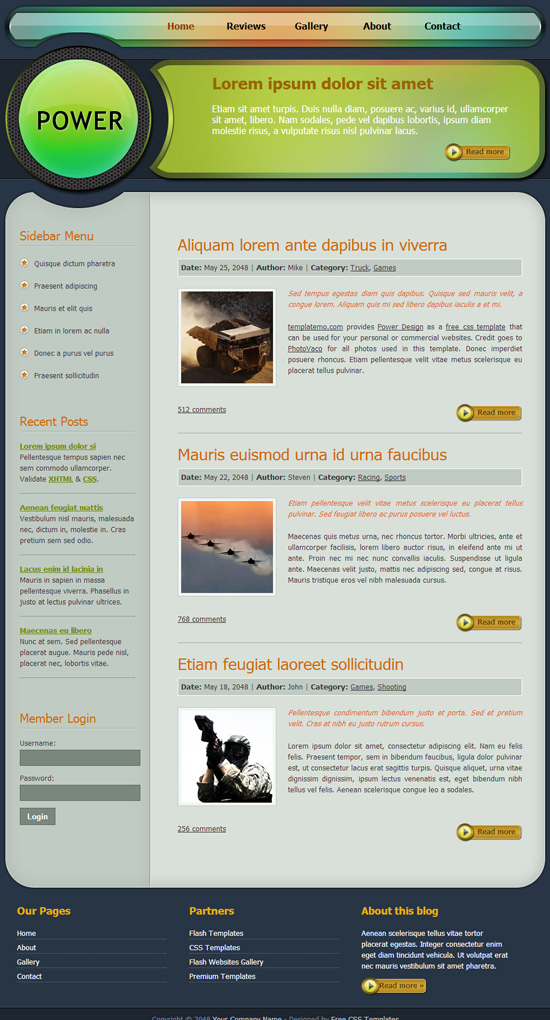 Home Reviews Gallery About Contact
POWER
Lorem ipsum dolor sit amet
Etiam sit amet turpis. Duis nulla diam, posuere ac, varius id, ullamcorper
sit amet, libero. Nam sodales, pede vel dapibus lobortis, ipsum diam
molestie risus, a vulputate risus nisl pulvinar lacus.
Read more
Sidebar Menu
Quisque dictum pharetra
Praesent adipiscing
Mauris et elit quis
Etiam in lorem ac nulla
Donec a purus vel purus
Praesent sollicitudin
Recent Posts
Lorem ipsum dolor si
Pellentesque tempus sapien nec
sem commodo ullamcorper.
Validate XHTML & CSS.
Aenean feugiat mattis
Vestibulum nisl mauris, malesuada
nec, dictum in, molestie in. Cras
pretium sem sed odio.
Lacus enim id lacinia in
Mauris in sapien in massa
pellentesque viverra. Phasellus in
justo at lectus pulvinar ultrices.
Maecenas eu libero
Nunc at sem. Sed pellentesque
placerat augue. Mauris pede nisl,
placerat nec, lobortis vitae.
Member Login
Username:
Password:
Login
Aliquam lorem ante dapibus in viverra
Date: May 25, 2048 | Author: Mike | Category: Truck, Games
Sed tempus egestas diam quis dapibus. Quisque sed mauris velit, a
congue lorem. Aliquam quis mi sed libero dapibus iaculis a et mi.
templatemo.com provides Power Design as a free css template that
can be used for your personal or commercial websites. Credit goes to
PhotoVaco for all photos used in this template. Donec imperdiet
posuere rhoncus. Etiam pellentesque velit vitae metus scelerisque eu
placerat tellus pulvinar.
512 comments
Read more
Mauris euismod urna id urna faucibus
Date: May 22, 2048 | Author: Steven | Category: Racing, Sports
Etiam pellentesque velit vitae metus scelerisque eu placerat tellus
pulvinar. Sed feugiat libero ac purus posuere vel luctus.
Maecenas quis metus urna, nec rhoncus tortor. Morbi ultricies, ante et
ullamcorper facilisis, lorem libero auctor risus, in eleifend ante mi ut
ante. Proin nec mi nec nunc convallis iaculis. Suspendisse ut ligula
ante. Maecenas velit justo, mattis nec adipiscing sed, congue at risus.
Mauris tristique eros vel nibh malesuada cursus.
768 comments
Read more
Etiam feugiat laoreet sollicitudin
Date: May 18, 2048 | Author: John | Category: Games, Shooting
Pellentesque condimentum bibendum justo et porta. Sed et pretium
velit. Cras at nibh eu justo rutrum cursus.
Lorem ipsum dolor sit amet, consectetur adipiscing elit. Nam eu felis
felis. Praesent tempor, sem in bibendum faucibus, ligula dolor pulvinar
est, ut consectetur lacus erat sagittis turpis. Quisque aliquet, urna vitae
dignissim dignissim, ipsum lectus venenatis est, eget bibendum nibh
tellus vel felis. Aenean scelerisque congue leo a sodales.
256 comments
Read more
Our Pages
Home
About
Gallery
Contact
Partners
Flash Templates
CSS Templates
Flash Websites Gallery
Premium Templates
About this blog
Aenean scelerisque tellus vitae tortor
placerat egestas. Integer consectetur enim
eget diam tincidunt vehicula. Ut volutpat erat
nec mauris vestibulum sit amet pharetra.
Read more »
Copyright © 2048 Your Company Name - Designed by Free CSS Templates